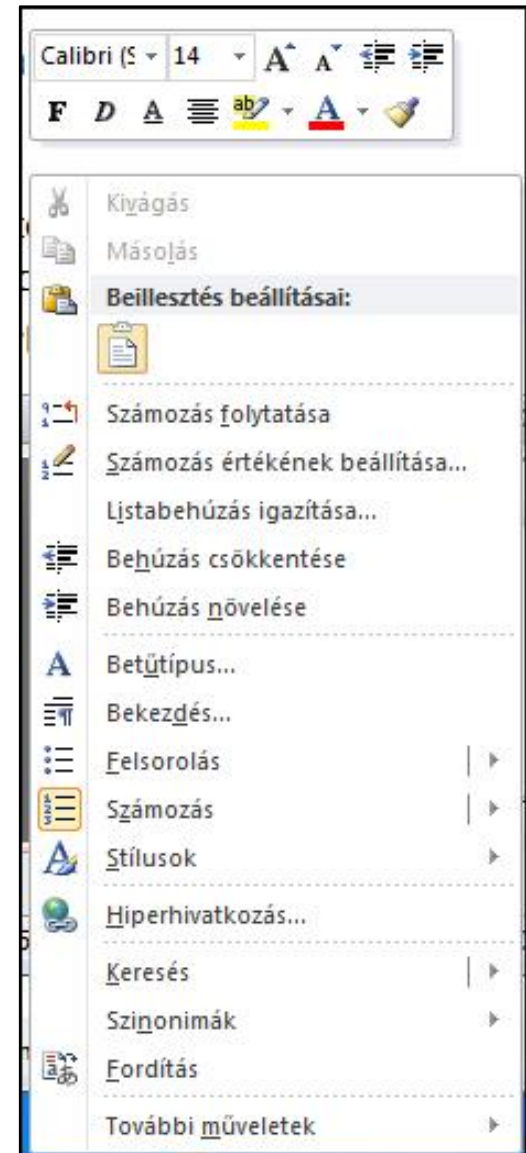 Calibri (S 14 A A
F D A ab A
Kivágás
Másolás
Beillesztés beállításai:
Számozás folytatása
Számozás értékének beállítása...
Listabehúzás igazítása...
Behúzás csökkentése
Behúzás növelése
A Betűtípus...
Bekezdés...
Felsorolás
Számozás
Stílusok
Hiperhivatkozás...
Keresés
Szinonimák
Fordítás
További műveletek